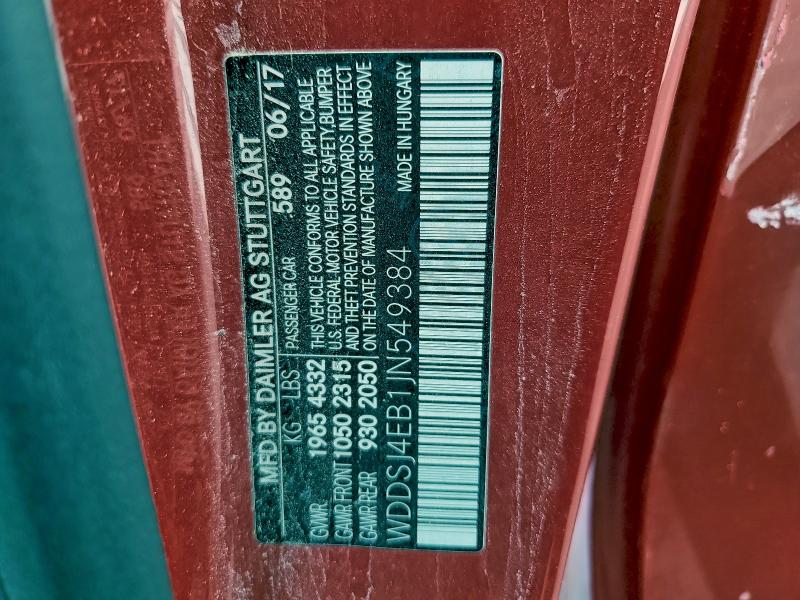 MFD BY DAIMLER AG STUTTGART
KG LBS 589 06/17
PASSENGER CAR
GVWR 1965 4332
GAWR FRONT 1050 2315
GAWR REAR 930 2050
THIS VEHICLE CONFORMS TO ALL APPLICABLE
U.S. FEDERAL MOTOR VEHICLE SAFETY, BUMPER
AND THEFT PREVENTION STANDARDS IN EFFECT
ON THE DATE OF MANUFACTURE SHOWN ABOVE
WDDSJ4EB1JN549384 MADE IN HUNGARY